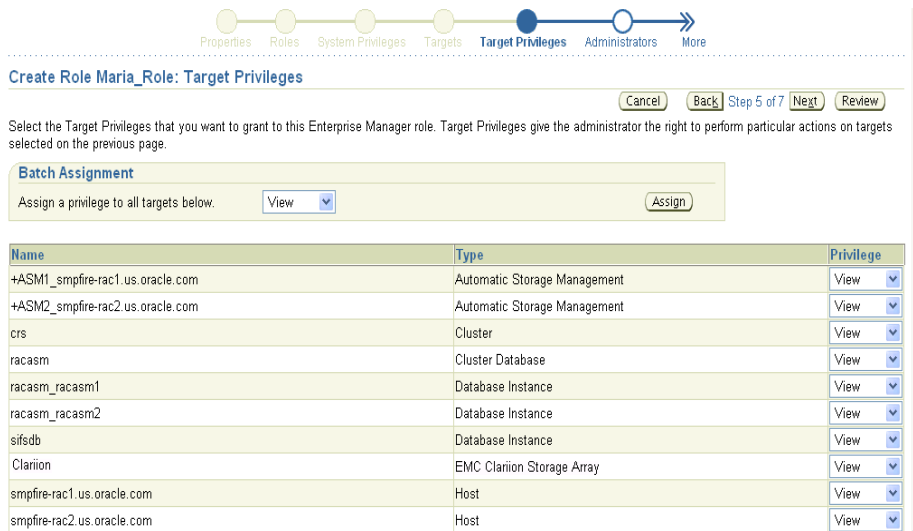 Properties Roles System Privileges Targets Target Privileges Administrators More
Create Role Maria_Role: Target Privileges
Cancel Back Step 5 of 7 Next Review
Select the Target Privileges that you want to grant to this Enterprise Manager role. Target Privileges give the administrator the right to perform particular actions on targets
selected on the previous page.
Batch Assignment
Assign a privilege to all targets below. View Assign
Name Type Privilege
+ASM1_smpfire-rac1.us.oracle.com Automatic Storage Management View
+ASM2_smpfire-rac2.us.oracle.com Automatic Storage Management View
crs Cluster View
racasm Cluster Database View
racasm_racasm1 Database Instance View
racasm_racasm2 Database Instance View
sifsdb Database Instance View
Clariion EMC Clariion Storage Array View
smpfire-rac1.us.oracle.com Host View
smpfire-rac2.us.oracle.com Host View